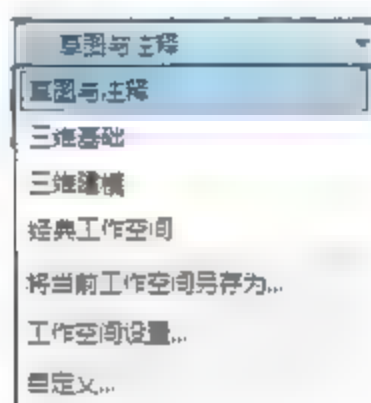 草图与注释
草图与注释
三维基础
三维建模
经典工作空间
将当前工作空间另存为...
工作空间设置...
自定义...